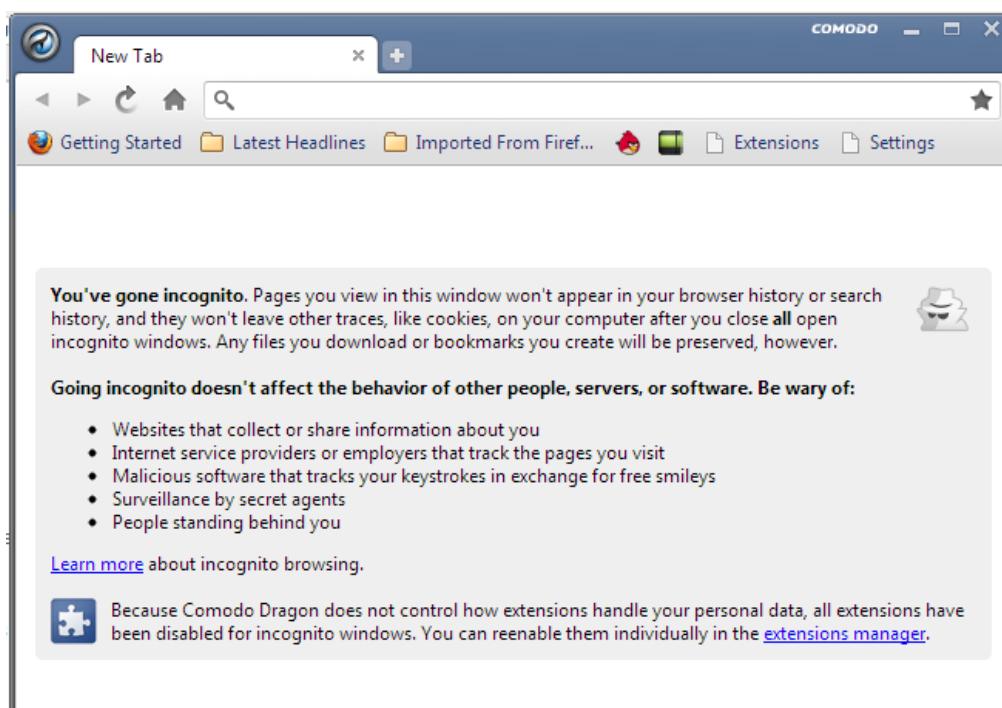 COMODO
New Tab
Getting Started Latest Headlines Imported From Firef... Extensions Settings
You've gone incognito. Pages you view in this window won't appear in your browser history or search
history, and they won't leave other traces, like cookies, on your computer after you close all open
incognito windows. Any files you download or bookmarks you create will be preserved, however.
Going incognito doesn't affect the behavior of other people, servers, or software. Be wary of:
• Websites that collect or share information about you
• Internet service providers or employers that track the pages you visit
• Malicious software that tracks your keystrokes in exchange for free smileys
• Surveillance by secret agents
• People standing behind you
Learn more about incognito browsing.
Because Comodo Dragon does not control how extensions handle your personal data, all extensions have
been disabled for incognito windows. You can reenable them individually in the extensions manager.